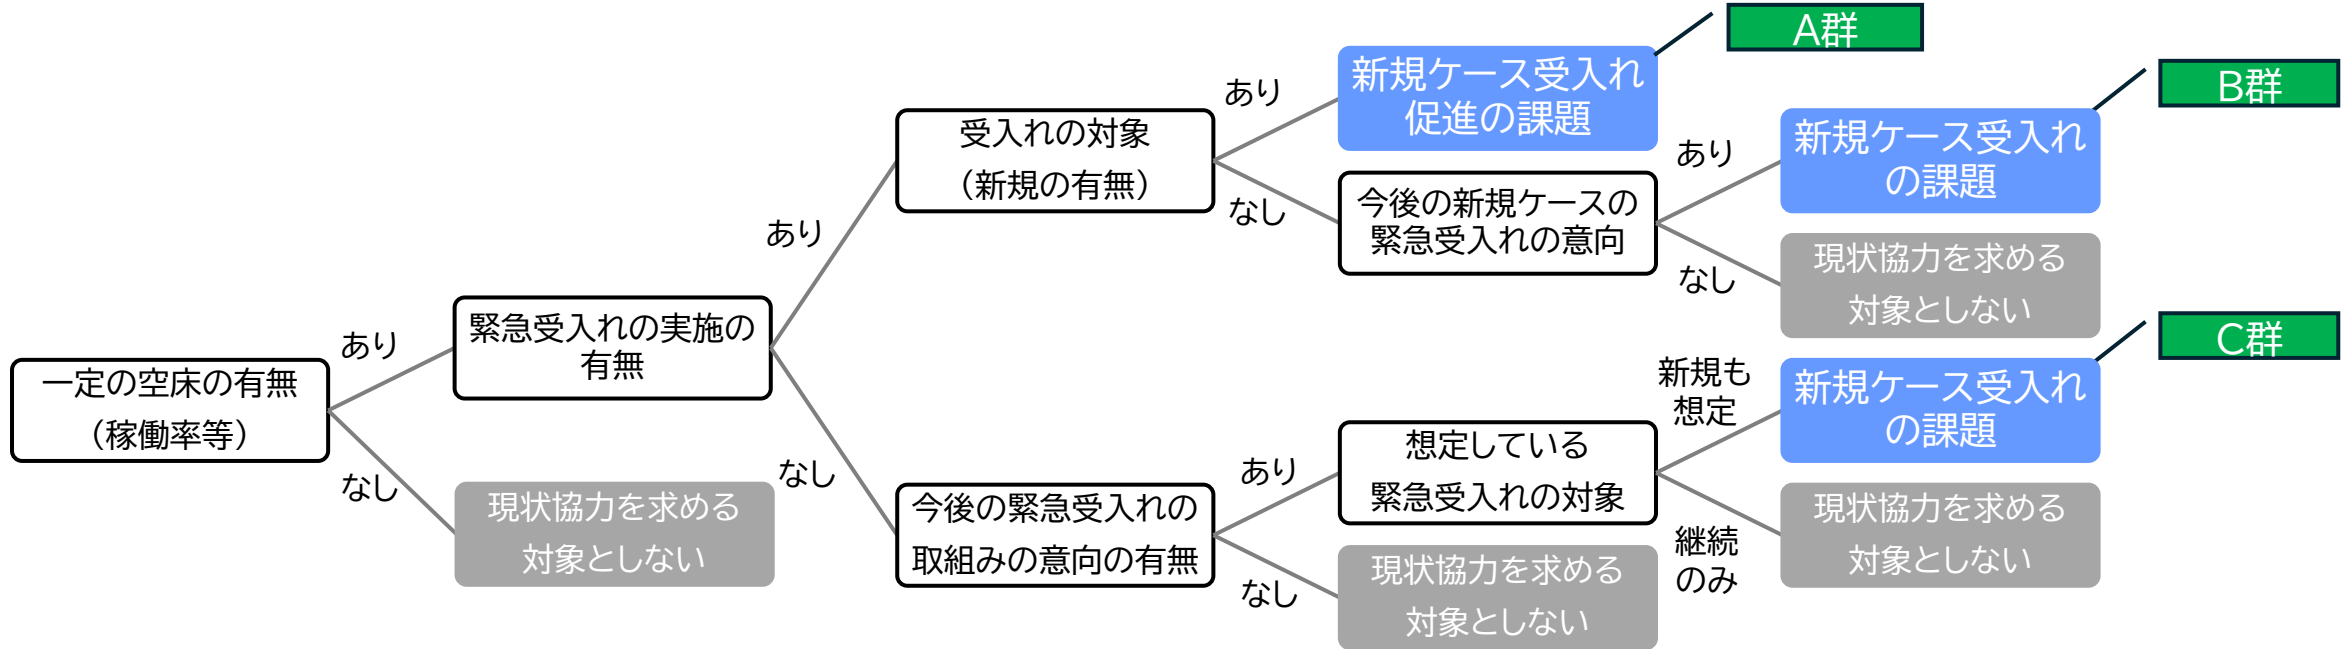 一定の空床の有無
（稼働率等）
あり
なし
緊急受入れの実施の
有無
現状協力を求める
対象としない
あり
なし
受入れの対象
（新規の有無）
今後の緊急受入れの
取組みの意向の有無
あり
なし
あり
なし
新規ケース受入れ
促進の課題
A群
今後の新規ケースの
緊急受入れの意向
想定している
緊急受入れの対象
現状協力を求める
対象としない
あり
なし
新規も
想定
継続
のみ
新規ケース受入れ
の課題
B群
現状協力を求める
対象としない
新規ケース受入れ
の課題
C群
現状協力を求める
対象としない